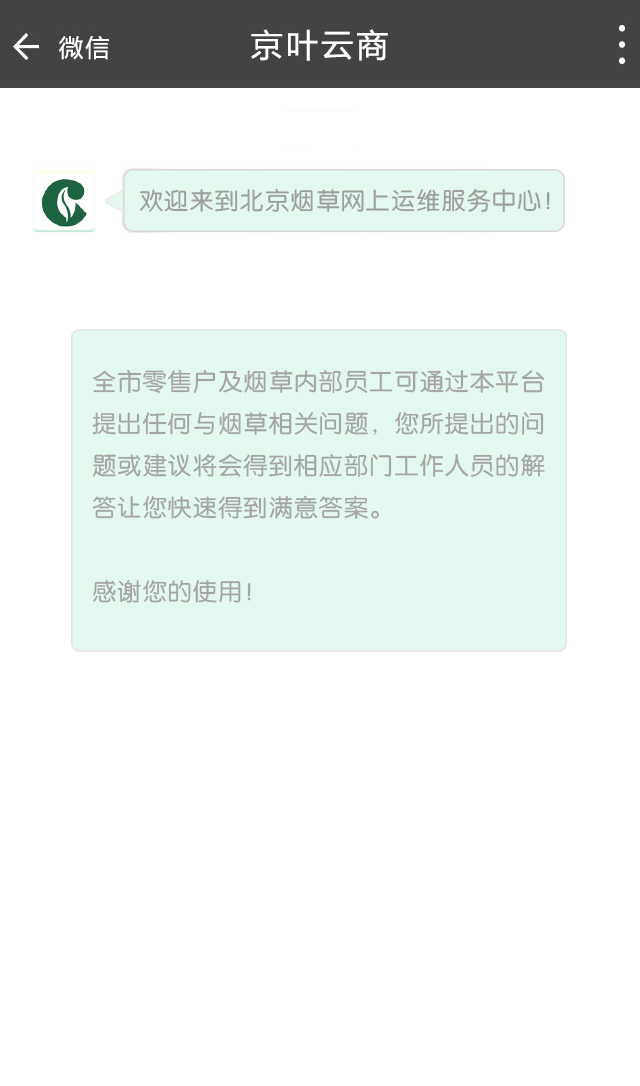 微信
京叶云商
欢迎来到北京烟草网上运维服务中心！
全市零售户及烟草内部员工可通过本平台
提出任何与烟草相关问题，您所提出的问
题或建议将会得到相应部门工作人员的解
答让您快速得到满意答案。
感谢您的使用！